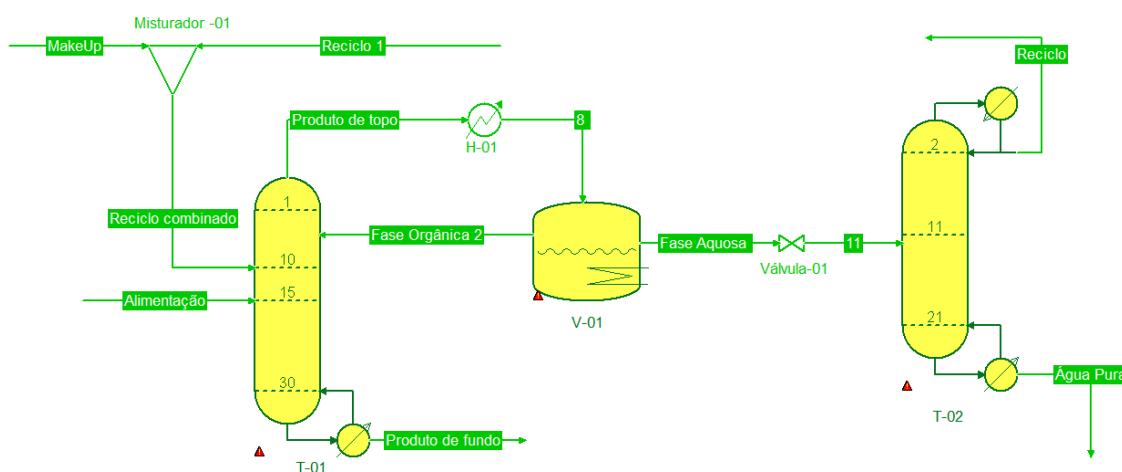 Misturador -01
MakeUp
Reciclo 1
Reciclo
Produto de topo
8
H-01
2
1
Reciclo combinado
Fase Orgânica 2
Fase Aquosa
11
11
Válvula-01
10
Alimentação
15
V-01
21
30
Água Pura
T-02
Produto de fundo
T-01